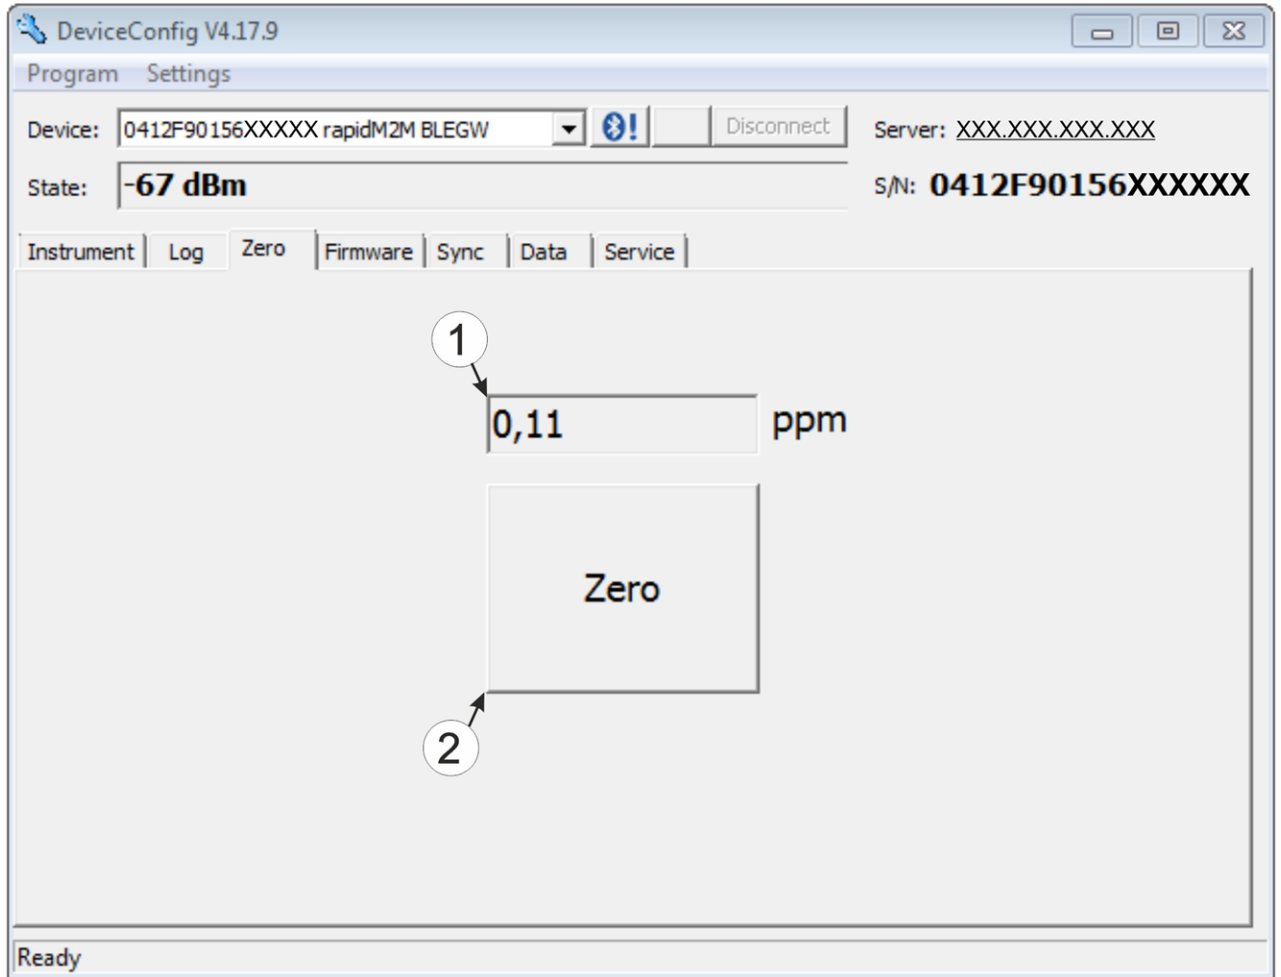 DeviceConfig V4.17.9
Program Settings
Device: 0412F90156XXXXX rapidM2M BLEGW ! Disconnect Server: XXX.XXX.XXX.XXX
State: -67 dBm S/N: 0412F90156XXXXXX
Instrument Log Zero Firmware Sync Data Service
1
0,11 ppm
Zero
2
Ready